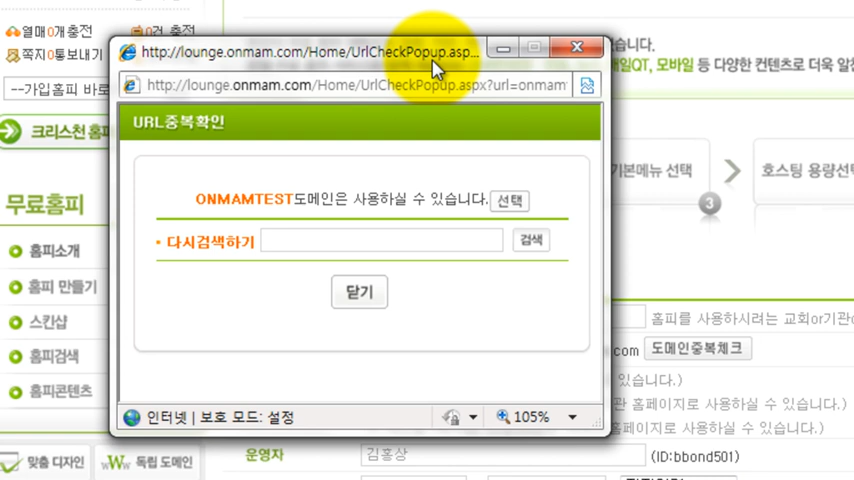 열매0개충전
0건 충전
쪽지0통보내기
--가입홈피 바로
크리스천 홈피
무료홈피
홈피소개
홈피 만들기
스킨샵
홈피검색
홈피콘텐츠
맞춤 디자인
www 독립 도메인
http://lounge.onmam.com/Home/UrlCheckPopup.asp...
http://lounge.onmam.com/Home/UrlCheckPopup.aspx?url=onmam
URL중복확인
ONMAMTEST도메인은 사용하실 수 있습니다. 선택
다시검색하기 검색
닫기
인터넷 | 보호 모드: 설정
105%
있습니다.
일QT, 모바일 등 다양한 컨텐츠로 더욱 알
기본메뉴 선택
3
호스팅 용량선
홈피를 사용하시려는 교회or기관
com 도메인중복체크
있습니다.)
홈페이지로 사용하실 수 있습니다.)
홈페이지로 사용하실 수 있습니다.)
운영자 김홍상 (ID:bbond501)